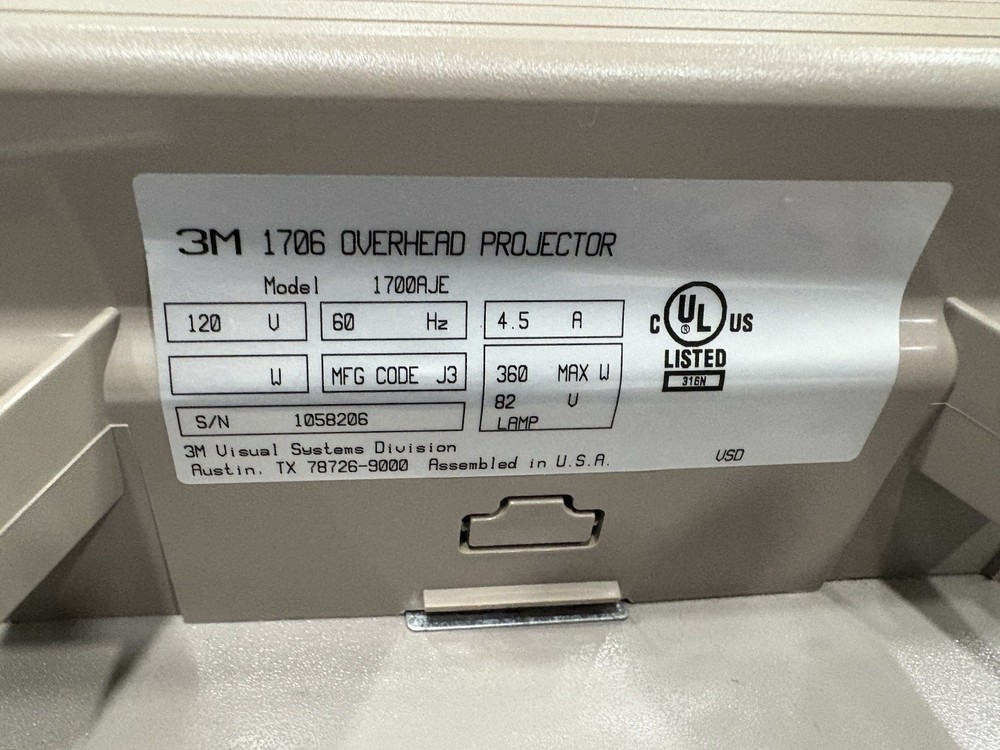 3M 1706 OVERHEAD PROJECTOR
Model 1700AJE
120 V 60 Hz 4.5 A
W MFG CODE J3 360 MAX W
82 V
LAMP
S/N 1058206
3M Visual Systems Division
Austin, TX 78726-9000 Assembled in U.S.A.
USD
C UL US
LISTED
316N